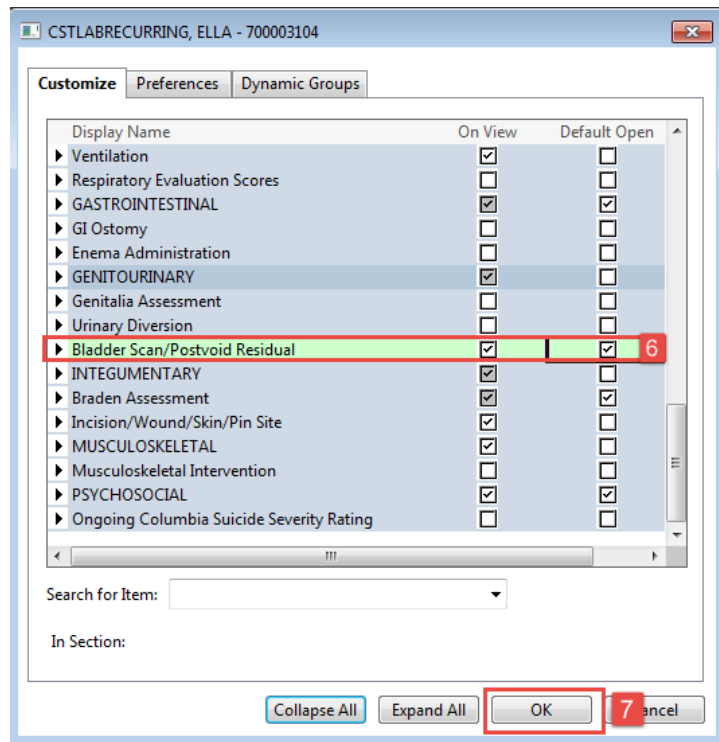 CSTLABRECURRING, ELLA - 700003104
Customize Preferences Dynamic Groups
Display Name On View Default Open
Ventilation
Respiratory Evaluation Scores
GASTROINTESTINAL
GI Ostomy
Enema Administration
GENITOURINARY
Genitalia Assessment
Urinary Diversion
Bladder Scan/Postvoid Residual 6
INTEGUMENTARY
Braden Assessment
Incision/Wound/Skin/Pin Site
MUSCULOSKELETAL
Musculoskeletal Intervention
PSYCHOSOCIAL
Ongoing Columbia Suicide Severity Rating
Search for Item:
In Section:
Collapse All Expand All OK 7 ancel